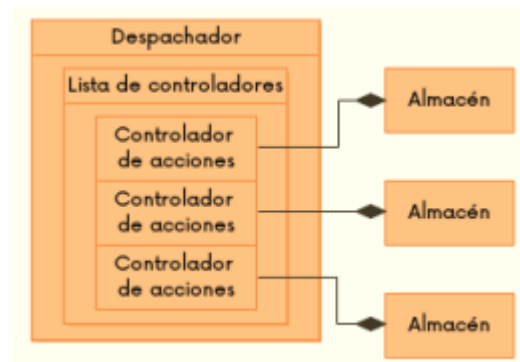 Despachador
Lista de controladores
Almacén
Controlador
de acciones
Controlador
de acciones
Almacén
Controlador
de acciones
Almacén